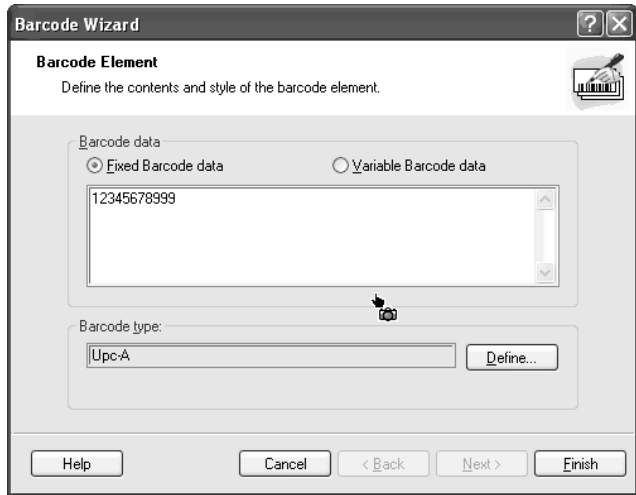 Barcode Wizard
Barcode Element
Define the contents and style of the barcode element.
Barcode data
Fixed Barcode data Variable Barcode data
12345678999
Barcode type:
Upc-A Define...
Help Cancel < Back Next > Finish